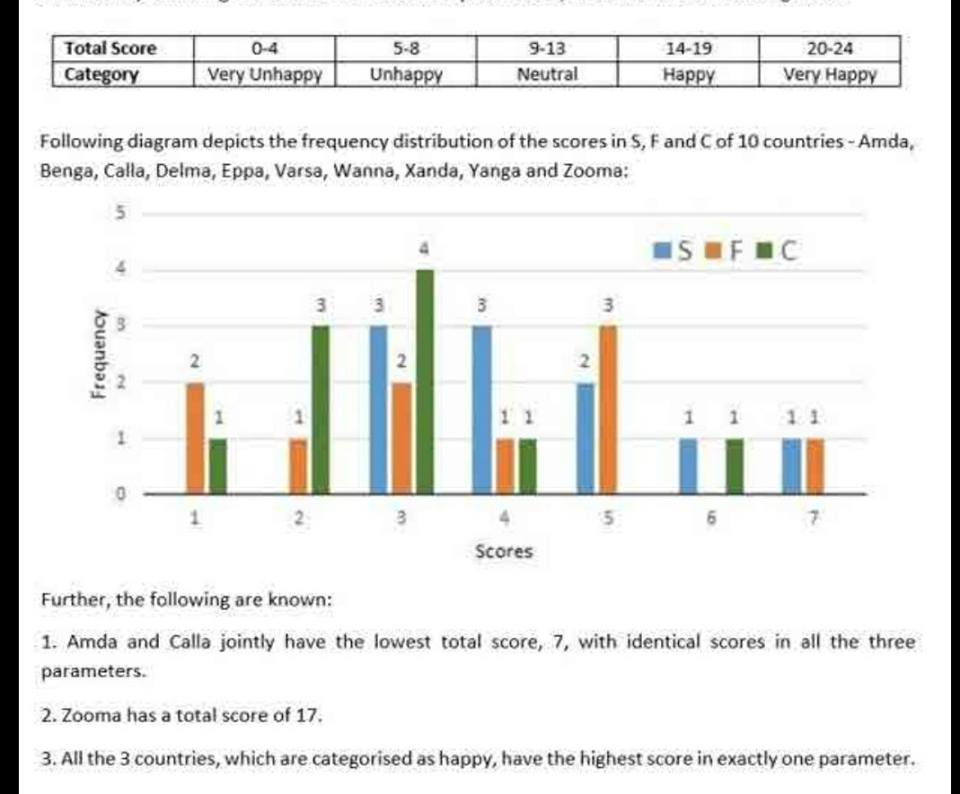 Total Score 0-4 5-8 9-13 14-19 20-24
Category Very Unhappy Unhappy Neutral Happy Very Happy
Following diagram depicts the frequency distribution of the scores in S, F and C of 10 countries - Amda,
Benga, Calla, Delma, Eppa, Varsa, Wanna, Xanda, Yanga and Zooma:
5
4
3
2
1
0
Frequency
S F C
2 1
1 3
3 2 4
3 1 1
2 3
1 1
1 1
1 2 3 4 5 6 7
Scores
Further, the following are known:
1. Amda and Calla jointly have the lowest total score, 7, with identical scores in all the three
parameters.
2. Zooma has a total score of 17.
3. All the 3 countries, which are categorised as happy, have the highest score in exactly one parameter.